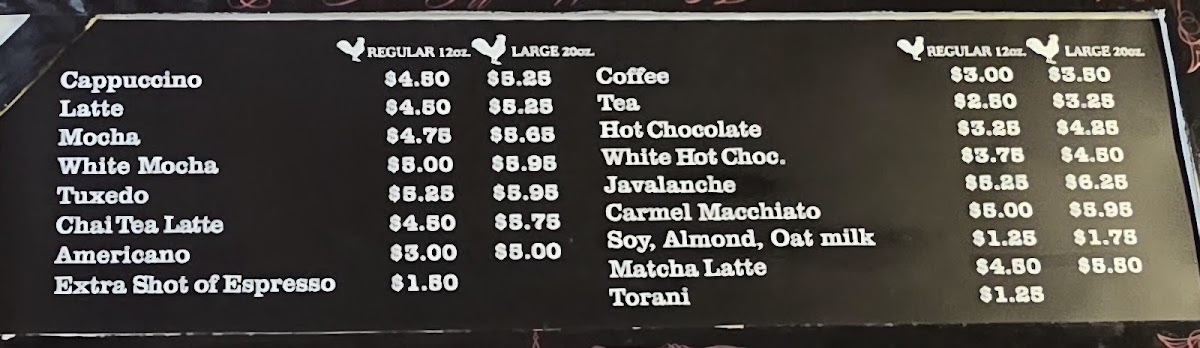 REGULAR 12oz. LARGE 20oz.
Cappuccino $4.50 $5.25
Latte $4.50 $5.25
Mocha $4.75 $5.65
White Mocha $5.00 $5.95
Tuxedo $5.25 $5.95
Chai Tea Latte $4.50 $5.75
Americano $3.00 $5.00
Extra Shot of Espresso $1.50
REGULAR 12oz. LARGE 20oz.
Coffee $3.00 $3.50
Tea $2.50 $3.25
Hot Chocolate $3.25 $4.25
White Hot Choc. $3.75 $4.50
Javalanche $5.25 $6.25
Carmel Macchiato $5.00 $5.95
Soy, Almond, Oat milk $1.25 $1.75
Matcha Latte $4.50 $5.50
Torani $1.25